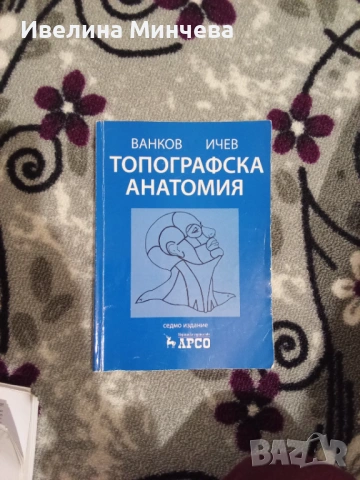 Ивелина Минчева
ВАНКОВ ИЧЕВ
ТОПОГРАФСКА
АНАТОМИЯ
СЕДМО ИЗДАНИЕ
АРСО
BAZAR